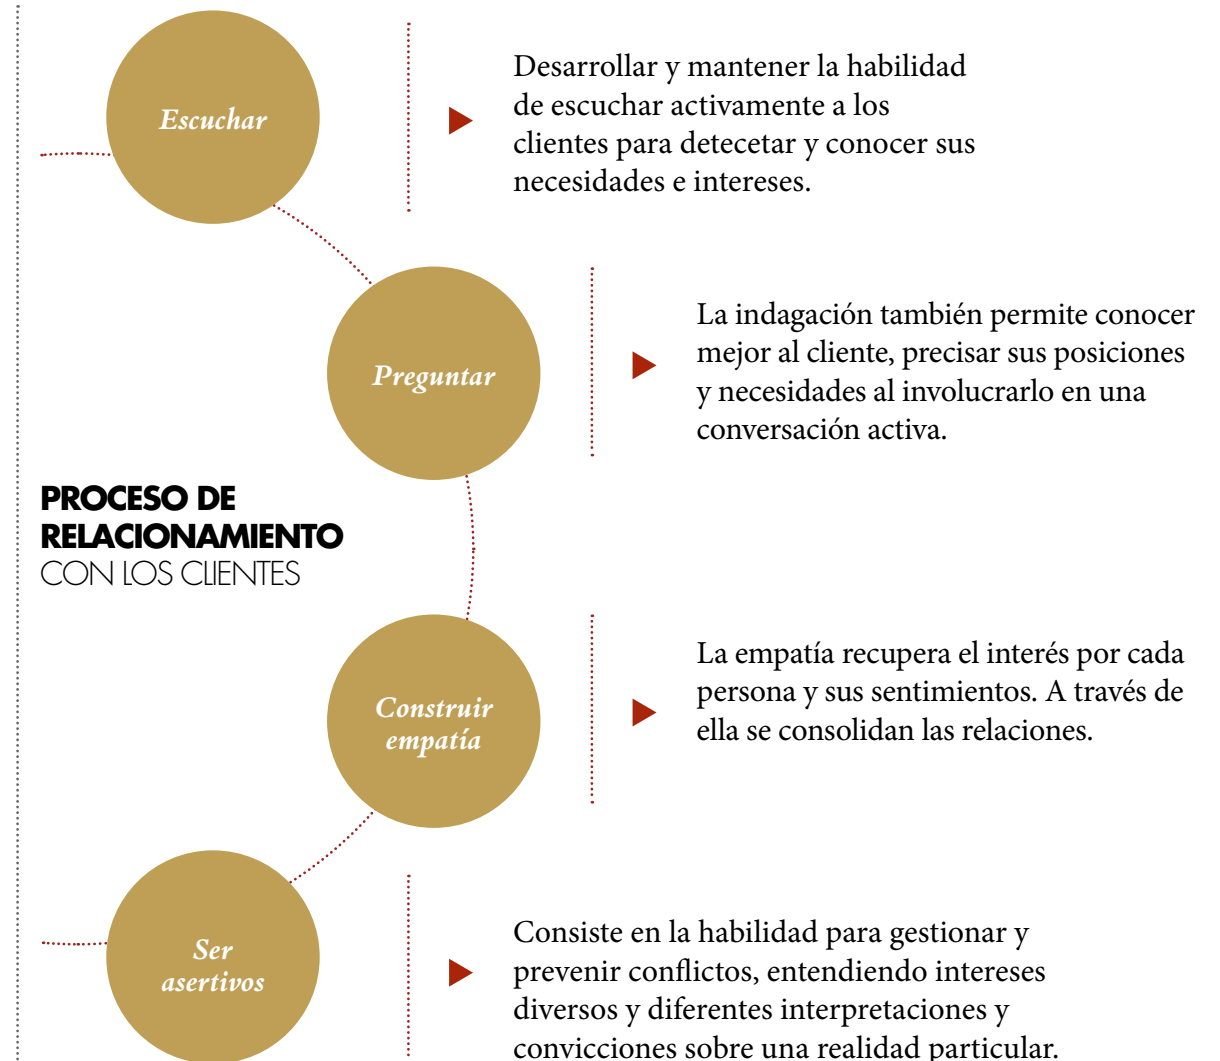 Escuchar
Desarrollar y mantener la habilidad
de escuchar activamente a los
clientes para detecetar y conocer sus
necesidades e intereses.
Preguntar
La indagación también permite conocer
mejor al cliente, precisar sus posiciones
y necesidades al involucrarlo en una
conversación activa.
PROCESO DE
RELACIONAMIENTO
CON LOS CLIENTES
Construir
empatía
La empatía recupera el interés por cada
persona y sus sentimientos. A través de
ella se consolidan las relaciones.
Ser
asertivos
Consiste en la habilidad para gestionar y
prevenir conflictos, entendiendo intereses
diversos y diferentes interpretaciones y
convicciones sobre una realidad particular.